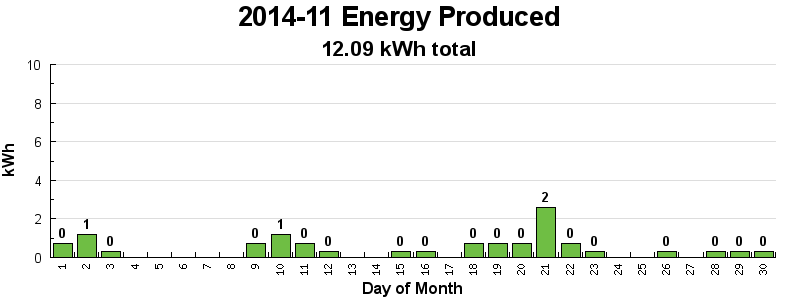 2014-11 Energy Produced
12.09 kWh total
kWh
10
8
6
4
2
0
0 1 0 0 1 0 0 0 0 0 0 0 2 0 0 0 0 0 0
1 2 3 4 5 6 7 8 9 10 11 12 13 14 15 16 17 18 19 20 21 22 23 24 25 26 27 28 29 30
Day of Month